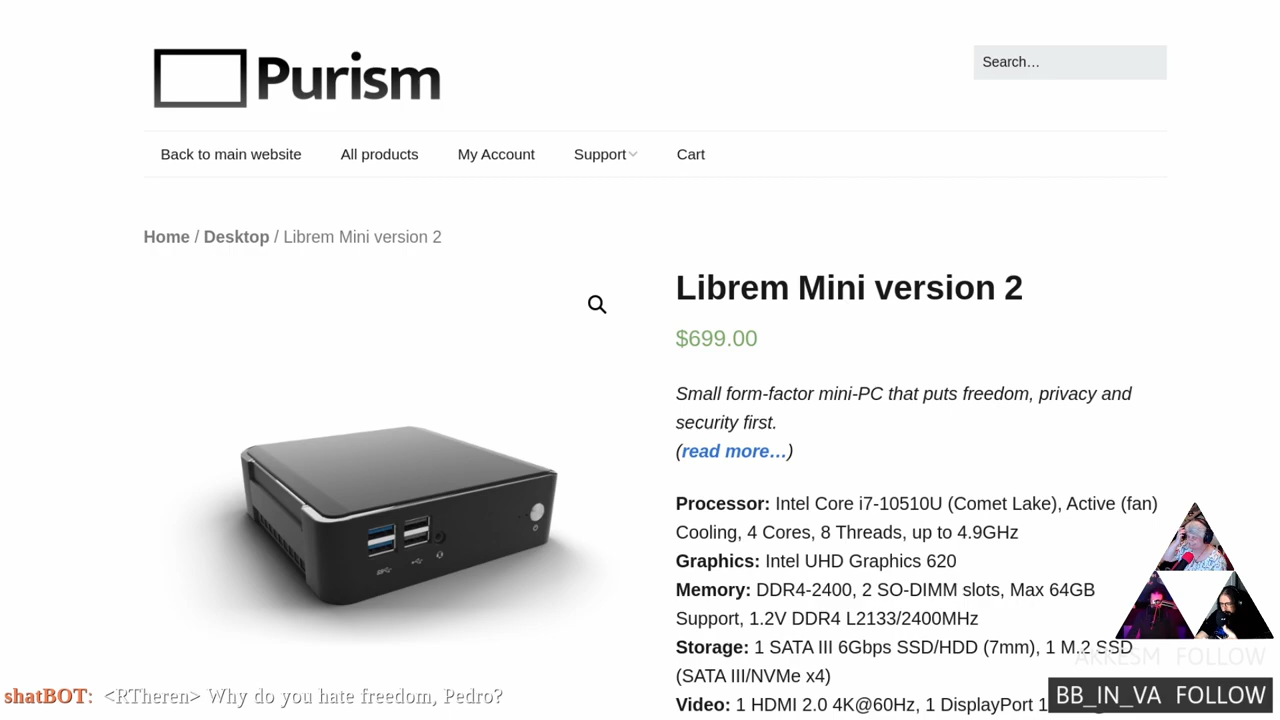 Purism
Search…
Back to main website All products My Account Support Cart
Home / Desktop / Librem Mini version 2
Librem Mini version 2
$699.00
Small form-factor mini-PC that puts freedom, privacy and
security first.
(read more…)
Processor: Intel Core i7-10510U (Comet Lake), Active (fan)
Cooling, 4 Cores, 8 Threads, up to 4.9GHz
Graphics: Intel UHD Graphics 620
Memory: DDR4-2400, 2 SO-DIMM slots, Max 64GB
Support, 1.2V DDR4 L2133/2400MHz
Storage: 1 SATA III 6Gbps SSD/HDD (7mm), 1 M.2 SSD
(SATA III/NVMe x4)
Video: 1 HDMI 2.0 4K@60Hz, 1 DisplayPort
AKRESM FOLLOW
BB_IN_VA FOLLOW
shatBOT: <RTheren> Why do you hate freedom, Pedro?